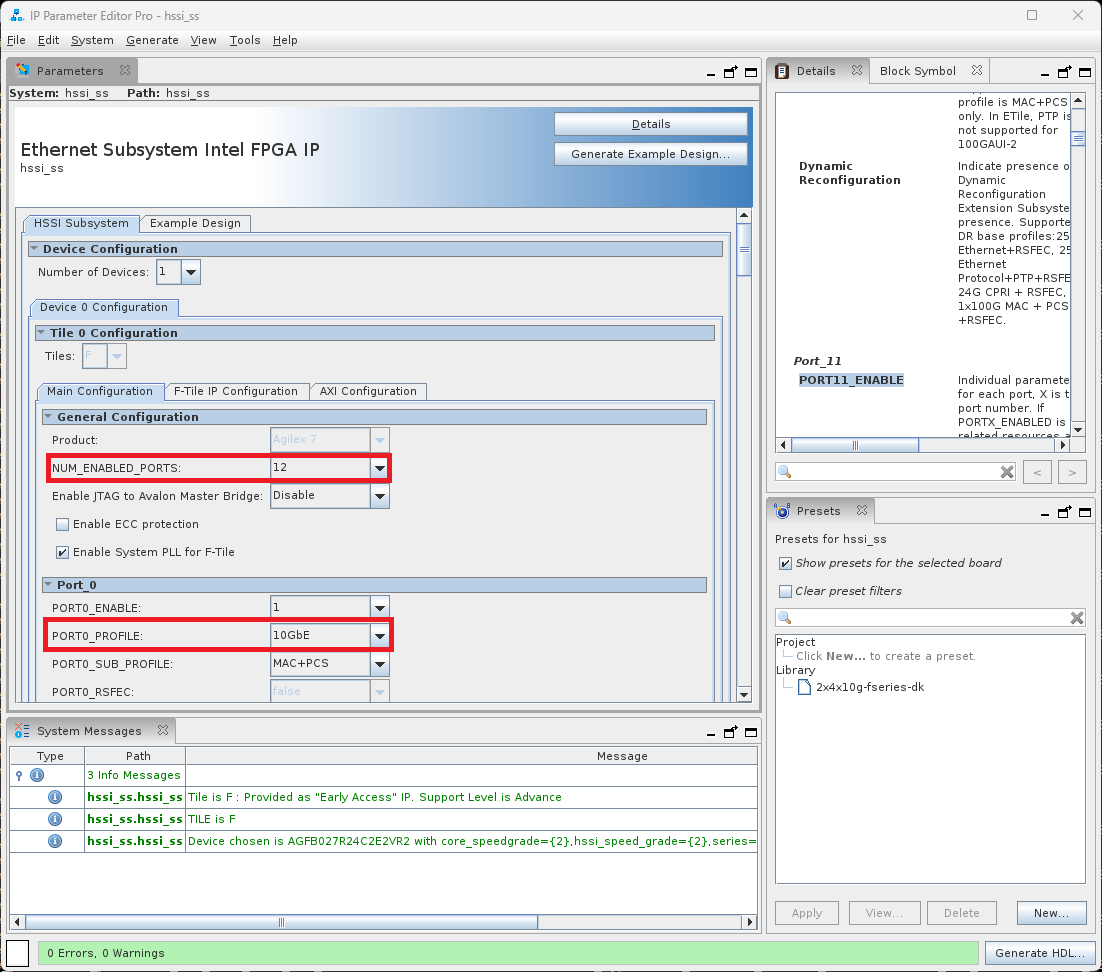 IP Parameter Editor Pro - hssi_ss
File Edit System Generate View Tools Help
Parameters
System: hssi_ss Path: hssi_ss
Details
Ethernet Subsystem Intel FPGA IP
Generate Example Design...
hssi_ss
HSSI Subsystem Example Design
Device Configuration
Number of Devices: 1
Device 0 Configuration
Tile 0 Configuration
Tiles: F
Main Configuration F-Tile IP Configuration AXI Configuration
General Configuration
Product: Agilex 7
NUM_ENABLED_PORTS: 12
Enable JTAG to Avalon Master Bridge: Disable
Enable ECC protection
Enable System PLL for F-Tile
Port_0
PORT0_ENABLE: 1
PORT0_PROFILE: 10GbE
PORT0_SUB_PROFILE: MAC+PCS
PORT0_RSFEC: false
System Messages
Type Path Message
3 Info Messages
hssi_ss.hssi_ss Tile is F : Provided as "Early Access" IP. Support Level is Advance
hssi_ss.hssi_ss TILE is F
hssi_ss.hssi_ss Device chosen is AGFB027R24C2E2VR2 with core_speedgrade={2},hssi_speed_grade={2},series=
0 Errors, 0 Warnings
Details Block Symbol
profile is MAC+PCS
only. In ETile, PTP is
not supported for
100GAUI-2
Dynamic
Reconfiguration
Indicate presence o
Dynamic
Reconfiguration
Extension Subsyste
presence. Supporte
DR base profiles:25
Ethernet+RSFEC, 25
Ethernet
Protocol+PTP+RSFE
24G CPRI + RSFEC,
1x100G MAC + PCS
+RSFEC.
Port_11
PORT11_ENABLE
Individual paramete
for each port, X is t
port number. If
PORTX_ENABLED is
related resources a
< >
Presets
Presets for hssi_ss
Show presets for the selected board
Clear preset filters
Project
Click New... to create a preset.
Library
2x4x10g-fseries-dk
Apply View... Delete New...
Generate HDL...